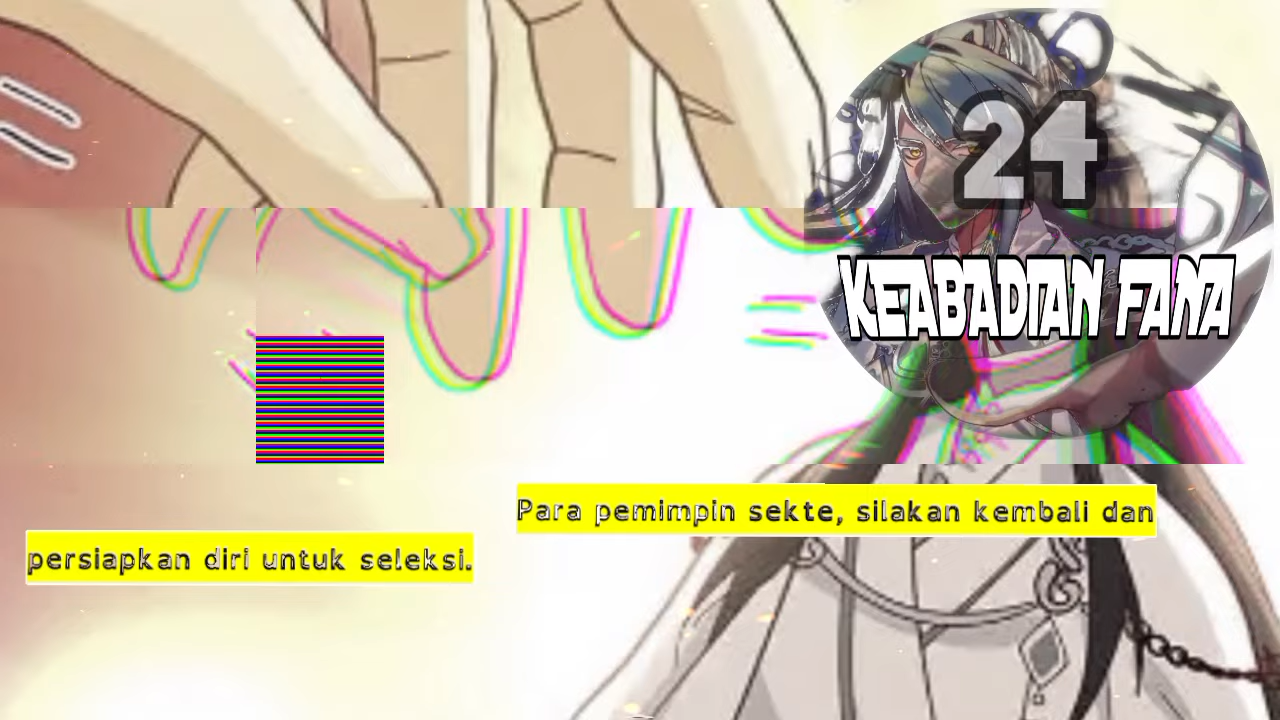 24
KEABADIAN FANA
Para pemimpin sekte, silakan kembali dan
persiapkan diri untuk seleksi.